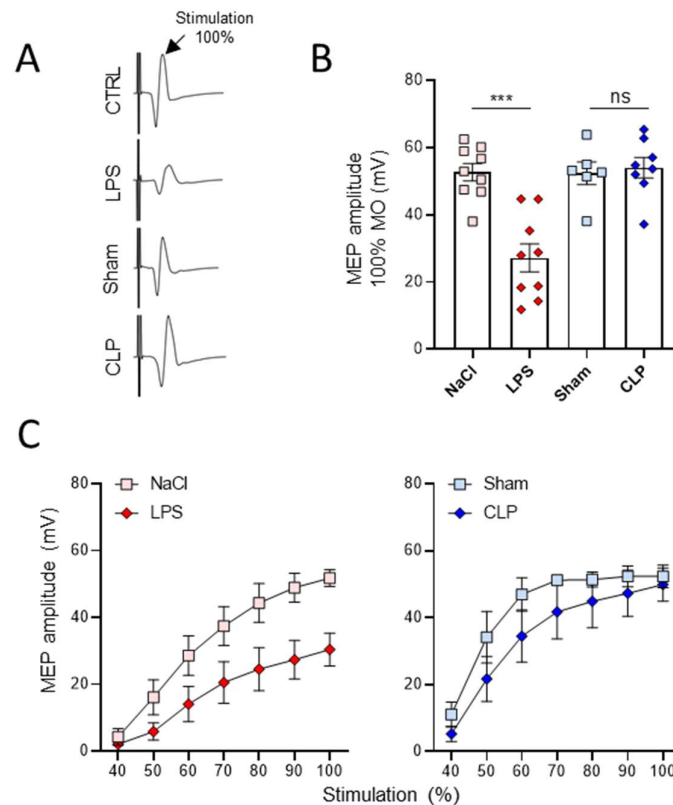 A
Stimulation
100%
CTRL
LPS
Sham
CLP
B
MEP amplitude
100% MO (mV)
80
60
40
20
0
***
ns
NaCl
LPS
Sham
CLP
C
MEP amplitude (mV)
80
60
40
20
0
NaCl
LPS
40 50 60 70 80 90 100
80
60
40
20
0
Sham
CLP
40 50 60 70 80 90 100
Stimulation (%)